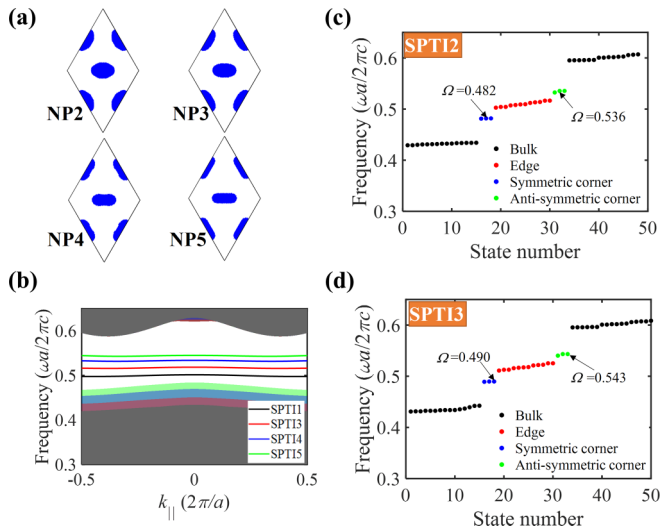 (a)
NP2
NP3
NP4
NP5
(b)
Frequency (ωa/2πc)
0.6
0.5
0.4
0.3
-0.5
0
0.5
k|| (2π/a)
SPTI1
SPTI3
SPTI4
SPTI5
(c)
SPTI2
Frequency (ωa/2πc)
0.6
0.5
0.4
0.3
0
10
20
30
40
50
State number
Ω=0.482
Ω=0.536
Bulk
Edge
Symmetric corner
Anti-symmetric corner
(d)
SPTI3
Frequency (ωa/2πc)
0.6
0.5
0.4
0.3
0
10
20
30
40
50
State number
Ω=0.490
Ω=0.543
Bulk
Edge
Symmetric corner
Anti-symmetric corner